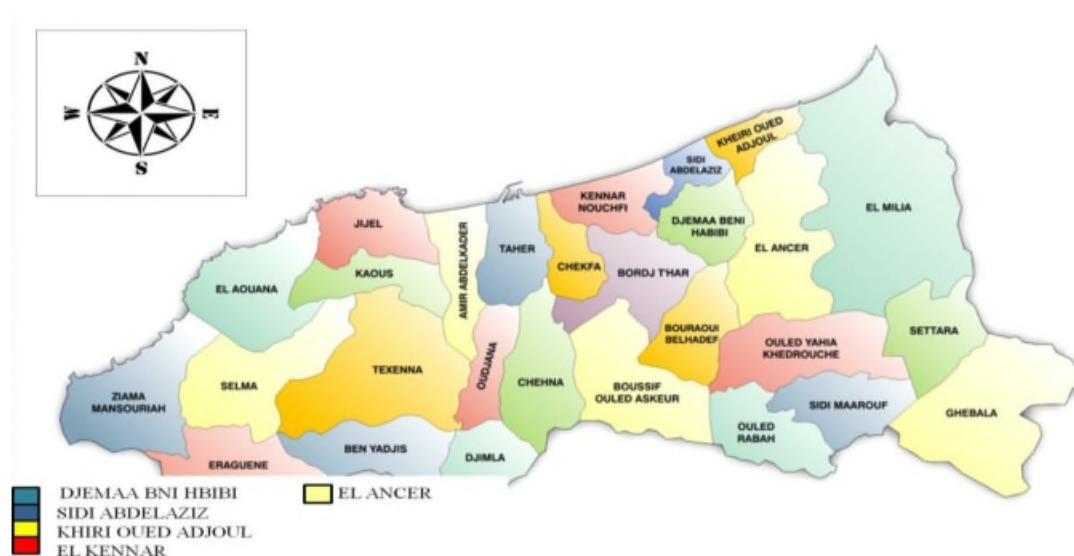 N
W
E
S
KHEIRI OUED
ADJOUL
SIDI
ABDELAZIZ
KENNAR
NOUCHFI
EL MILIA
JIJEL
DJEMAA BENI
HABIBI
EL ANCER
TAHER
AMIR ABDELKADER
CHEKFA
BORDJ T'HAR
KAOUS
EL AOUANA
BOURAOUI
BELHADEF
SETTARA
OULED YAHIA
KHEDROUCHE
TEXENNA
OUDJANA
CHEHNA
SELMA
BOUSSIF
OULED ASKEUR
ZIAMA
MANSOURIAH
SIDI MAAROUF
GHEBALA
OULED
RABAH
BEN YADJIS
DJIMLA
ERAGUENE
DJEMAA BNI HBIBI
EL ANCER
SIDI ABDELAZIZ
KHIRI OUED ADJOUL
EL KENNAR